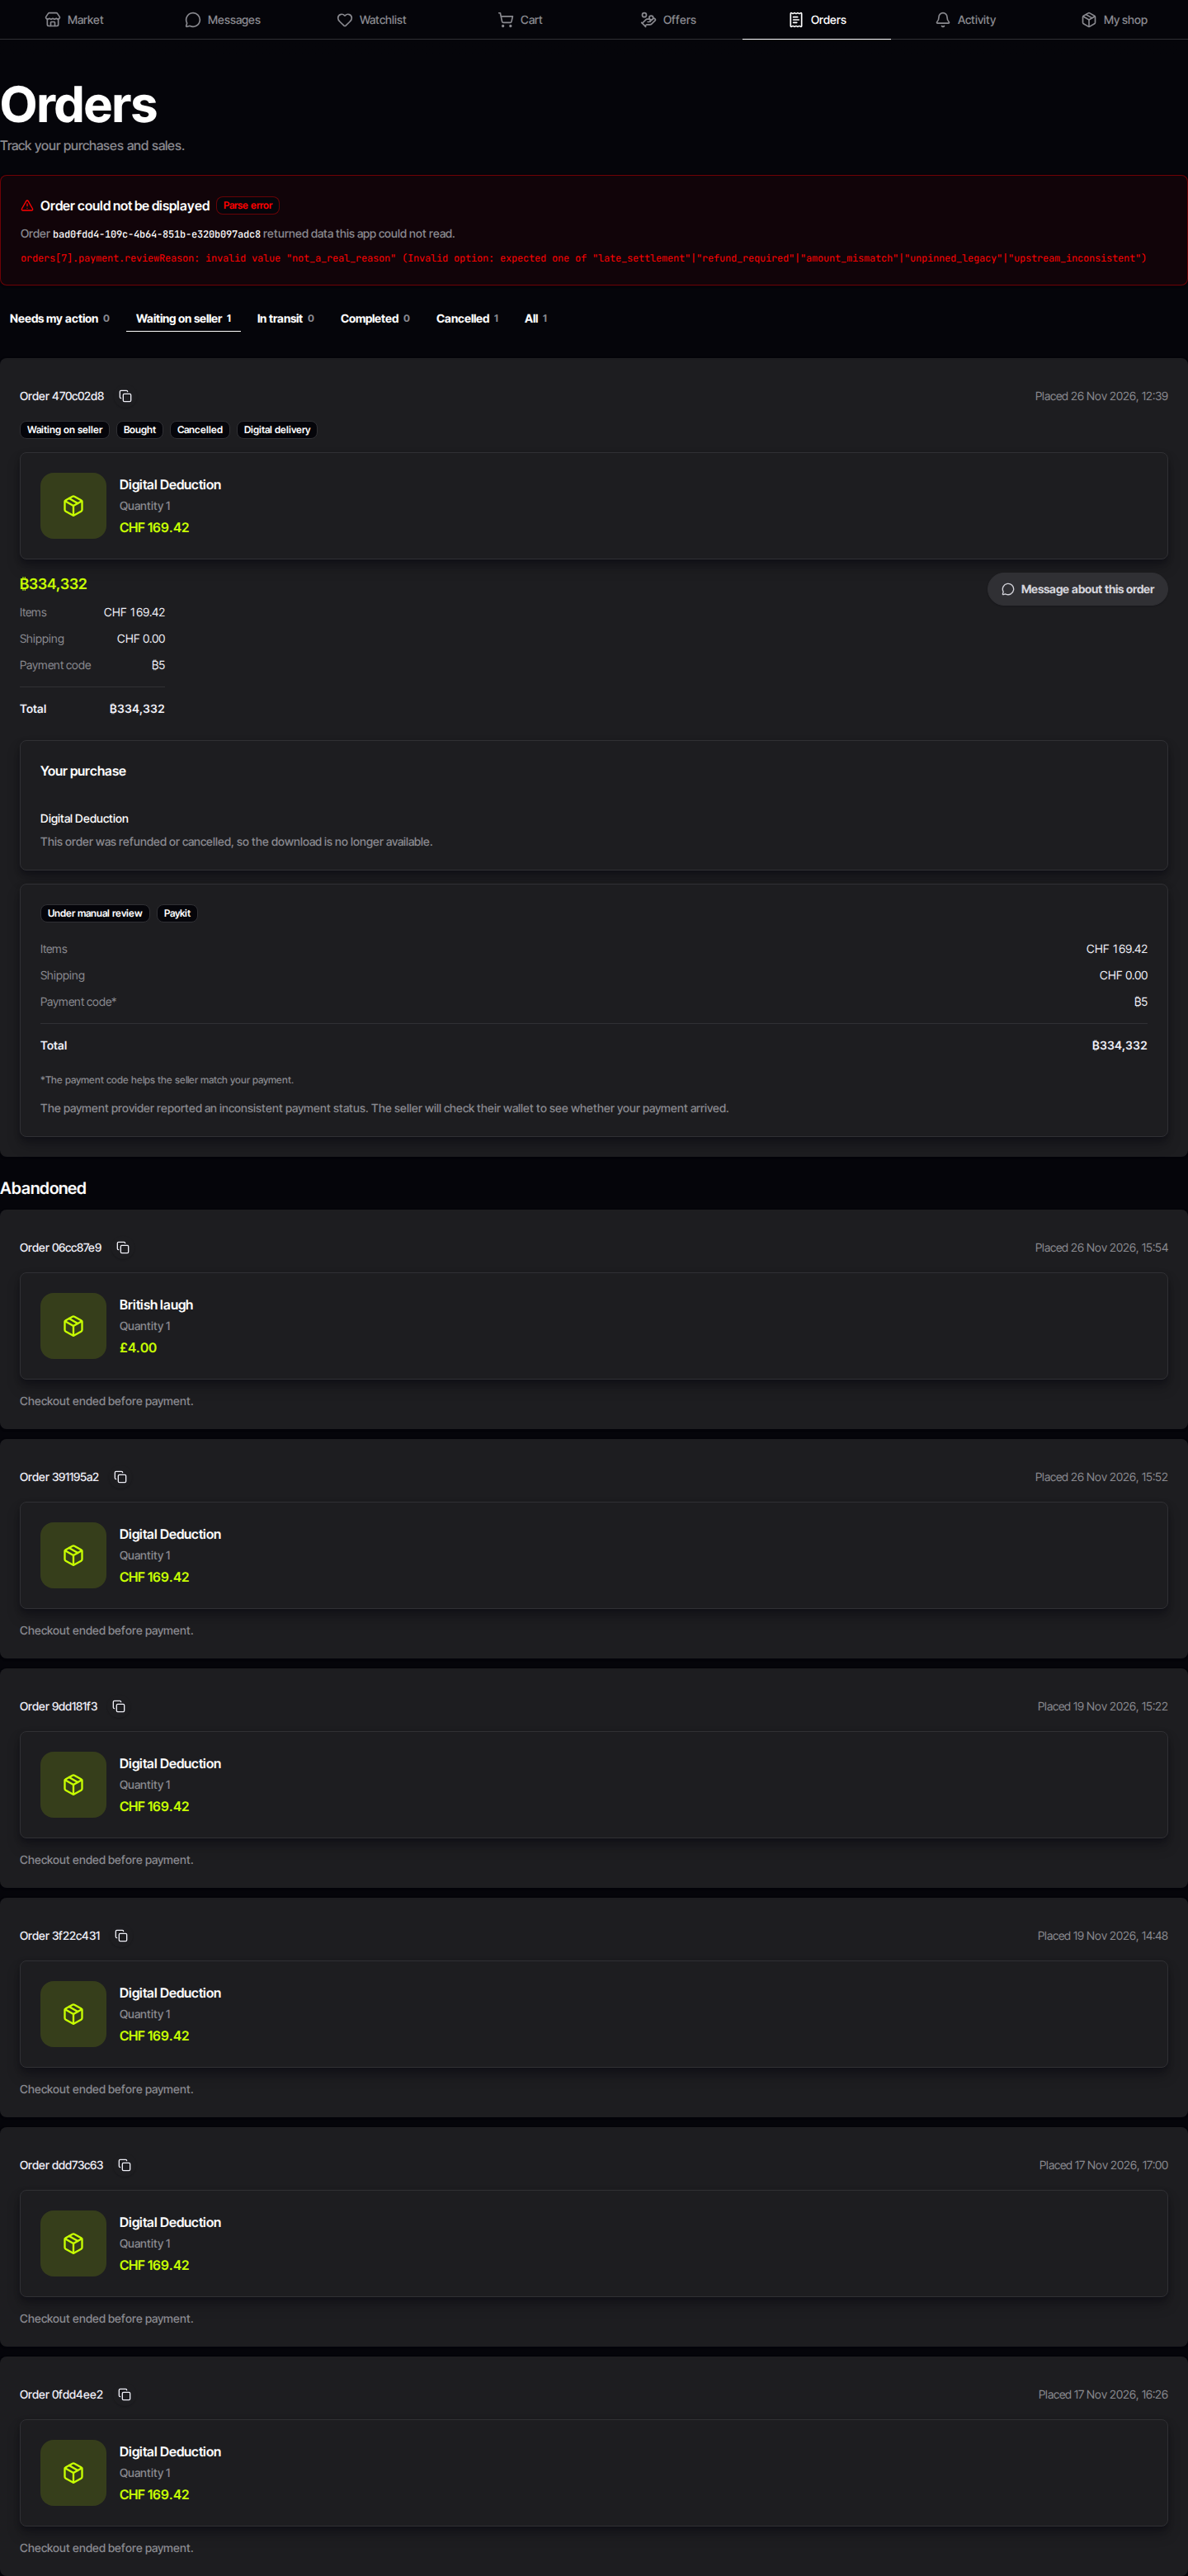 Market Messages Watchlist Cart Offers Orders Activity My shop
Orders
Track your purchases and sales.
Order could not be displayed Parse error
Order bad0fdd4-109c-4b64-851b-e320b097adc8 returned data this app could not read.
orders[7].payment.reviewReason: invalid value "not_a_real_reason" (Invalid option: expected one of "late_settlement"|"refund_required"|"amount_mismatch"|"unpinned_legacy"|"upstream_inconsistent")
Needs my action 0 Waiting on seller 1 In transit 0 Completed 0 Cancelled 1 All 1
Order 470c02d8 Placed 26 Nov 2026, 12:39
Waiting on seller Bought Cancelled Digital delivery
Digital Deduction
Quantity 1
CHF 169.42
₿334,332 Message about this order
Items CHF 169.42
Shipping CHF 0.00
Payment code ₿5
Total ₿334,332
Your purchase
Digital Deduction
This order was refunded or cancelled, so the download is no longer available.
Under manual review Paykit
Items CHF 169.42
Shipping CHF 0.00
Payment code* ₿5
Total ₿334,332
*The payment code helps the seller match your payment.
The payment provider reported an inconsistent payment status. The seller will check their wallet to see whether your payment arrived.
Abandoned
Order 06cc87e9 Placed 26 Nov 2026, 15:54
British laugh
Quantity 1
£4.00
Checkout ended before payment.
Order 391195a2 Placed 26 Nov 2026, 15:52
Digital Deduction
Quantity 1
CHF 169.42
Checkout ended before payment.
Order 9dd181f3 Placed 19 Nov 2026, 15:22
Digital Deduction
Quantity 1
CHF 169.42
Checkout ended before payment.
Order 3f22c431 Placed 19 Nov 2026, 14:48
Digital Deduction
Quantity 1
CHF 169.42
Checkout ended before payment.
Order ddd73c63 Placed 17 Nov 2026, 17:00
Digital Deduction
Quantity 1
CHF 169.42
Checkout ended before payment.
Order 0fdd4ee2 Placed 17 Nov 2026, 16:26
Digital Deduction
Quantity 1
CHF 169.42
Checkout ended before payment.